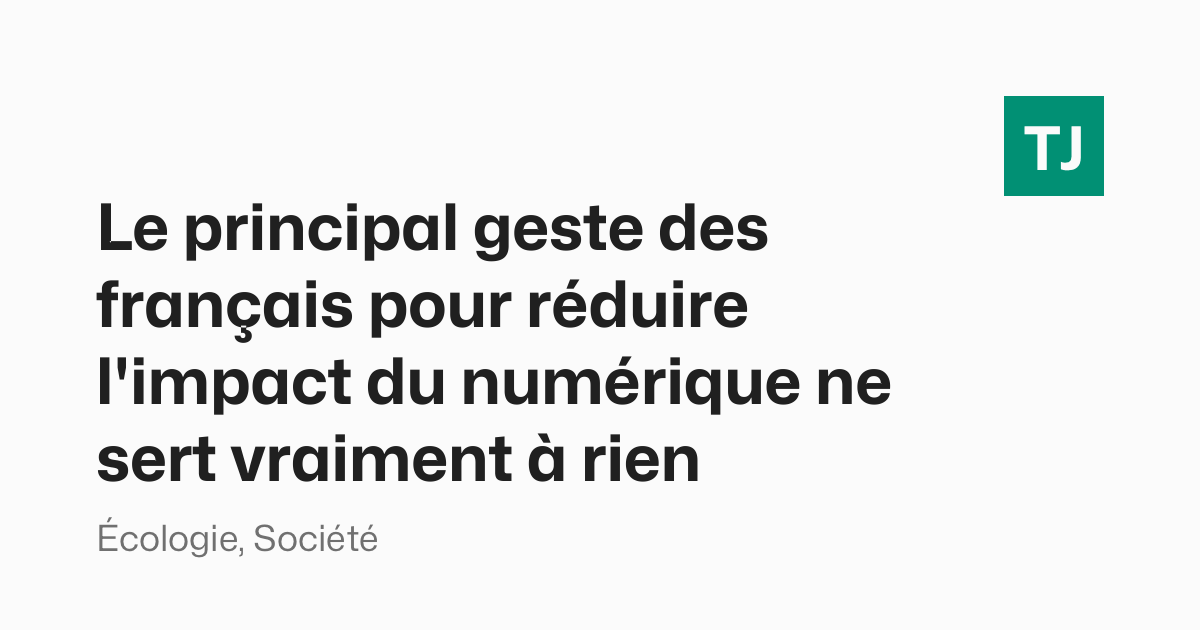 TJ
Le principal geste des
français pour réduire
l'impact du numérique ne
sert vraiment à rien
Écologie, Société